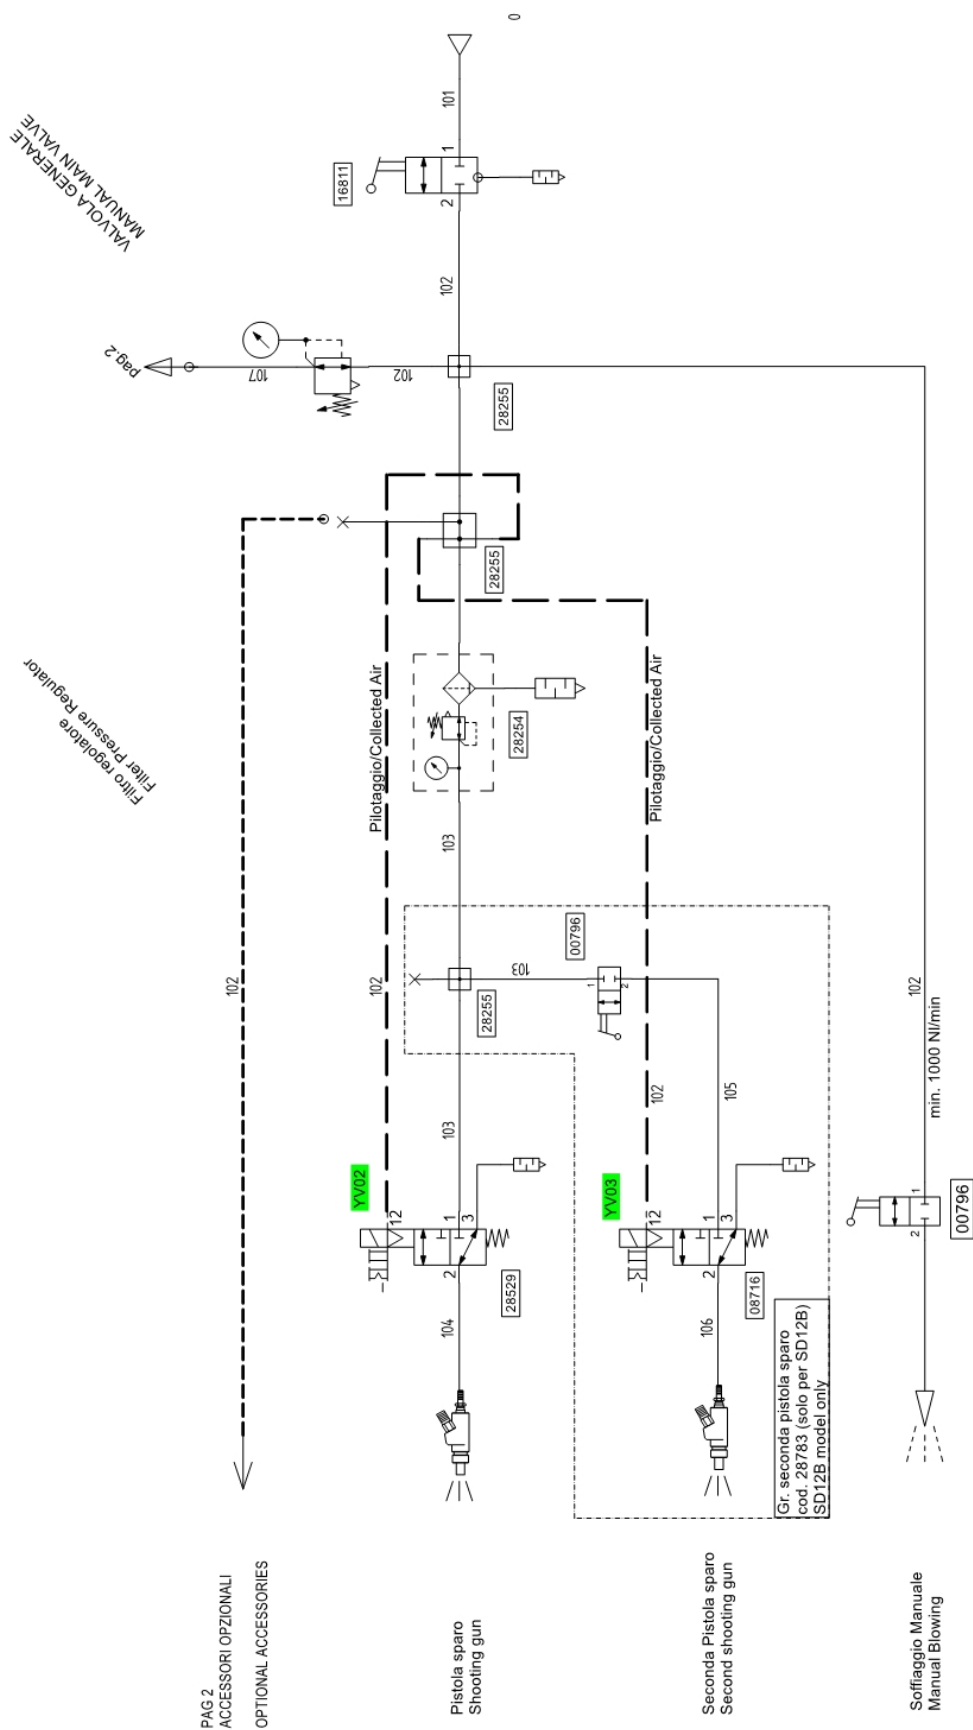 0
101
VALVOLA GENERALE
MANUAL MAIN VALVE
16811
1
2
102
pag.2
107
102
28255
28255
Filtro regolatore
Filter Pressure Regulator
Pilotaggio/Collected Air
28254
Pilotaggio/Collected Air
103
00796
102
102
103
1
2
28255
102
min. 1000 Nl/min
103
102
105
YV02
12
1
3
2
28529
YV03
12
1
3
2
08716
1
2
00796
104
106
Gr. seconda pistola sparo
cod. 28783 (solo per SD12B)
SD12B model only
PAG 2
ACCESSORI OPZIONALI
OPTIONAL ACCESSORIES
Pistola sparo
Shooting gun
Seconda Pistola sparo
Second shooting gun
Soffiaggio Manuale
Manual Blowing